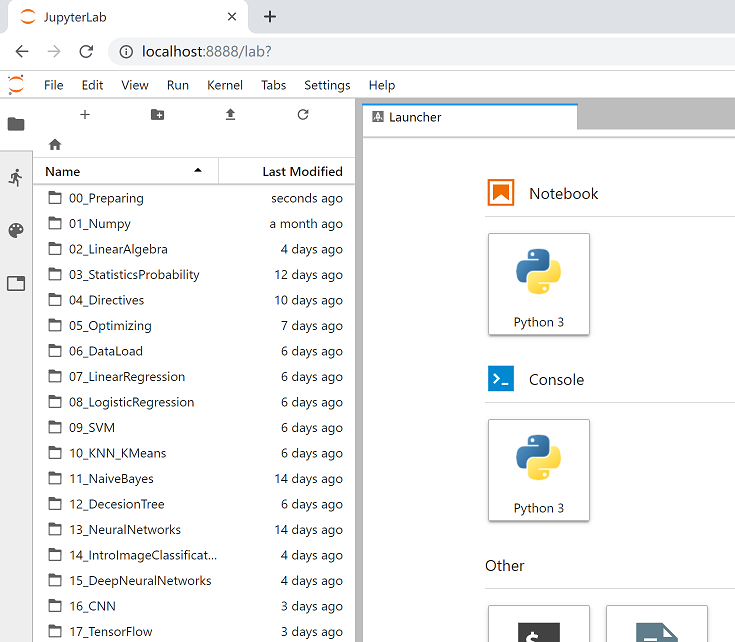 JupyterLab
localhost:8888/lab?
File Edit View Run Kernel Tabs Settings Help
Launcher
Name Last Modified
00_Preparing seconds ago
01_Numpy a month ago
02_LinearAlgebra 4 days ago
03_StatisticsProbability 12 days ago
04_Directives 10 days ago
05_Optimizing 7 days ago
06_DataLoad 6 days ago
07_LinearRegression 6 days ago
08_LogisticRegression 6 days ago
09_SVM 6 days ago
10_KNN_KMeans 6 days ago
11_NaiveBayes 14 days ago
12_DecesionTree 6 days ago
13_NeuralNetworks 14 days ago
14_IntroImageClassificat... 4 days ago
15_DeepNeuralNetworks 4 days ago
16_CNN 3 days ago
17_TensorFlow 3 days ago
Notebook
Python 3
Console
Python 3
Other
$